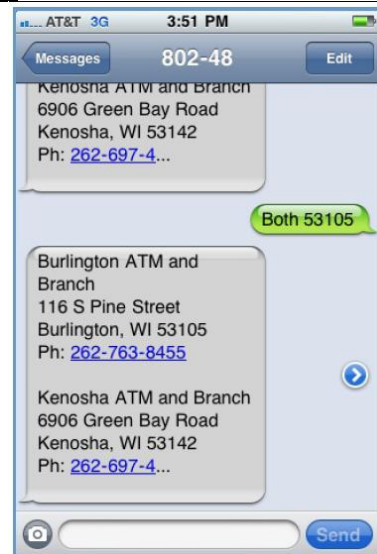 AT&T 3G 3:51 PM
Messages 802-48 Edit
Kenosha ATM and Branch
6906 Green Bay Road
Kenosha, WI 53142
Ph: 262-697-4...
Both 53105
Burlington ATM and
Branch
116 S Pine Street
Burlington, WI 53105
Ph: 262-763-8455
Kenosha ATM and Branch
6906 Green Bay Road
Kenosha, WI 53142
Ph: 262-697-4...
Send